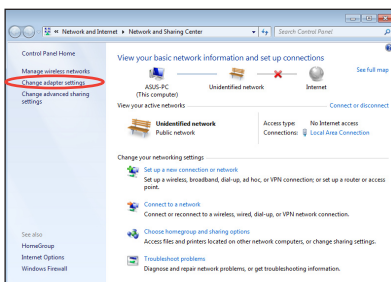 « Network and Internet ▸ Network and Sharing Center
Search Control Panel
Control Panel Home
Manage wireless networks
Change adapter settings
Change advanced sharing
settings
See also
HomeGroup
Internet Options
Windows Firewall
View your basic network information and set up connections
See full map
ASUS-PC
(This computer)
Unidentified network
Internet
View your active networks
Connect or disconnect
Unidentified network
Public network
Access type: No Internet access
Connections: Local Area Connection
Change your networking settings
Set up a new connection or network
Set up a wireless, broadband, dial-up, ad hoc, or VPN connection; or set up a router or access
point.
Connect to a network
Connect or reconnect to a wireless, wired, dial-up, or VPN network connection.
Choose homegroup and sharing options
Access files and printers located on other network computers, or change sharing settings.
Troubleshoot problems
Diagnose and repair network problems, or get troubleshooting information.